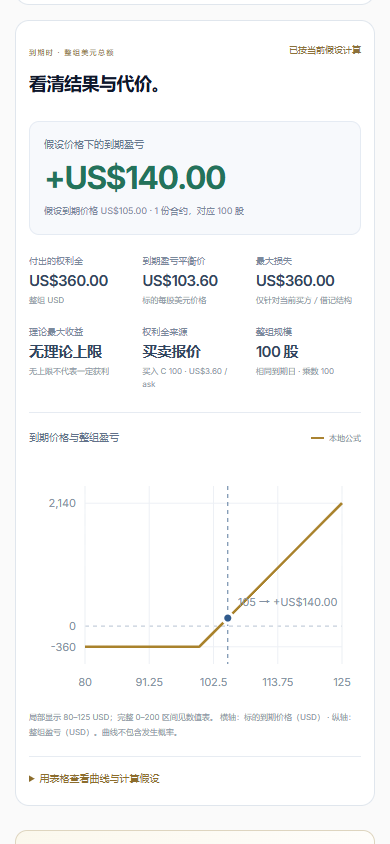 到期时 · 整组美元总额
已按当前假设计算
看清结果与代价。
假设价格下的到期盈亏
+US$140.00
假设到期价格 US$105.00 · 1 份合约，对应 100 股
付出的权利金
到期盈亏平衡价
最大损失
US$360.00
US$103.60
US$360.00
整组 USD
标的每股美元价格
仅针对当前买方 / 借记结构
理论最大收益
权利金来源
整组规模
无理论上限
买卖报价
100 股
无上限不代表一定获利
买入 C 100 · US$3.60 /
ask
相同到期日 · 乘数 100
到期价格与整组盈亏
本地公式
2,140
105 → +US$140.00
0
-360
80
91.25
102.5
113.75
125
局部显示 80–125 USD；完整 0–200 区间见数值表。 横轴：标的到期价格（USD） · 纵轴：
整组盈亏（USD）。曲线不包含发生概率。
▶ 用表格查看曲线与计算假设